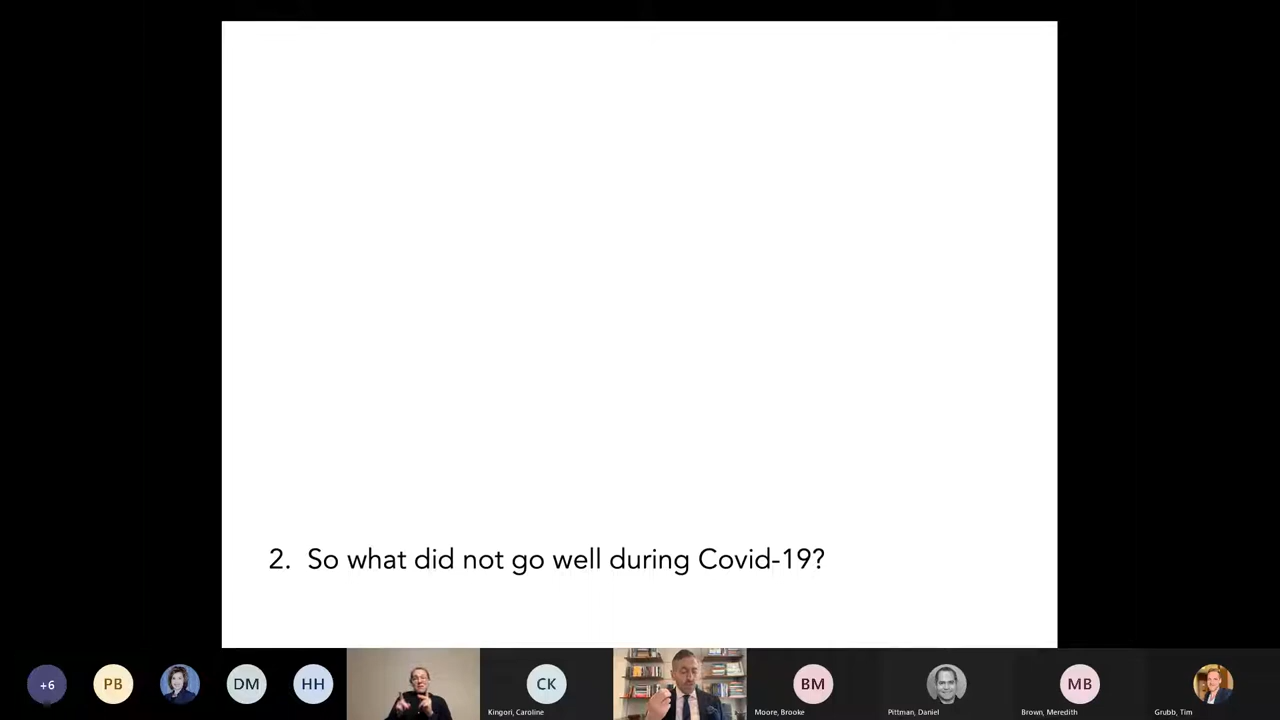 2. So what did not go well during Covid-19?
+6
PB
DM
HH
CK
BM
MB
Kingori, Caroline
Moore, Brooke
Pittman, Daniel
Brown, Meredith
Grubb, Tim